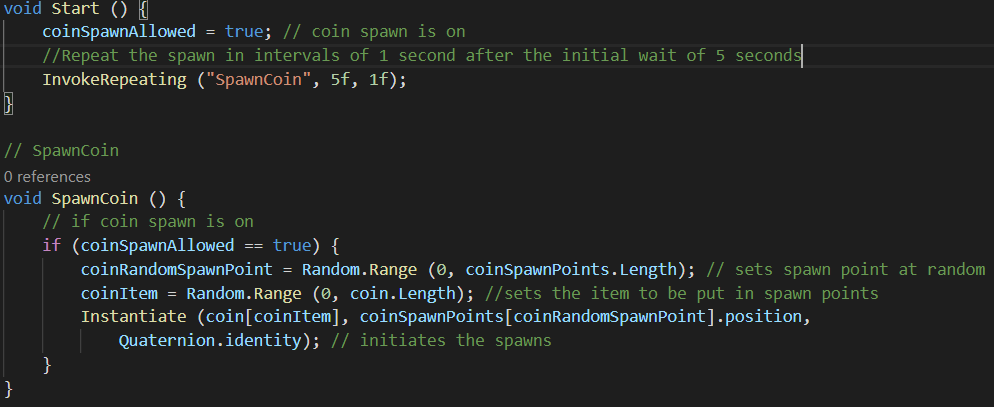 void Start () {
    coinSpawnAllowed = true; // coin spawn is on
    //Repeat the spawn in intervals of 1 second after the initial wait of 5 seconds
    InvokeRepeating ("SpawnCoin", 5f, 1f);
}
// SpawnCoin
0 references
void SpawnCoin () {
    // if coin spawn is on
    if (coinSpawnAllowed == true) {
        coinRandomSpawnPoint = Random.Range (0, coinSpawnPoints.Length); // sets spawn point at random
        coinItem = Random.Range (0, coin.Length); //sets the item to be put in spawn points
        Instantiate (coin[coinItem], coinSpawnPoints[coinRandomSpawnPoint].position,
            Quaternion.identity); // initiates the spawns
    }
}